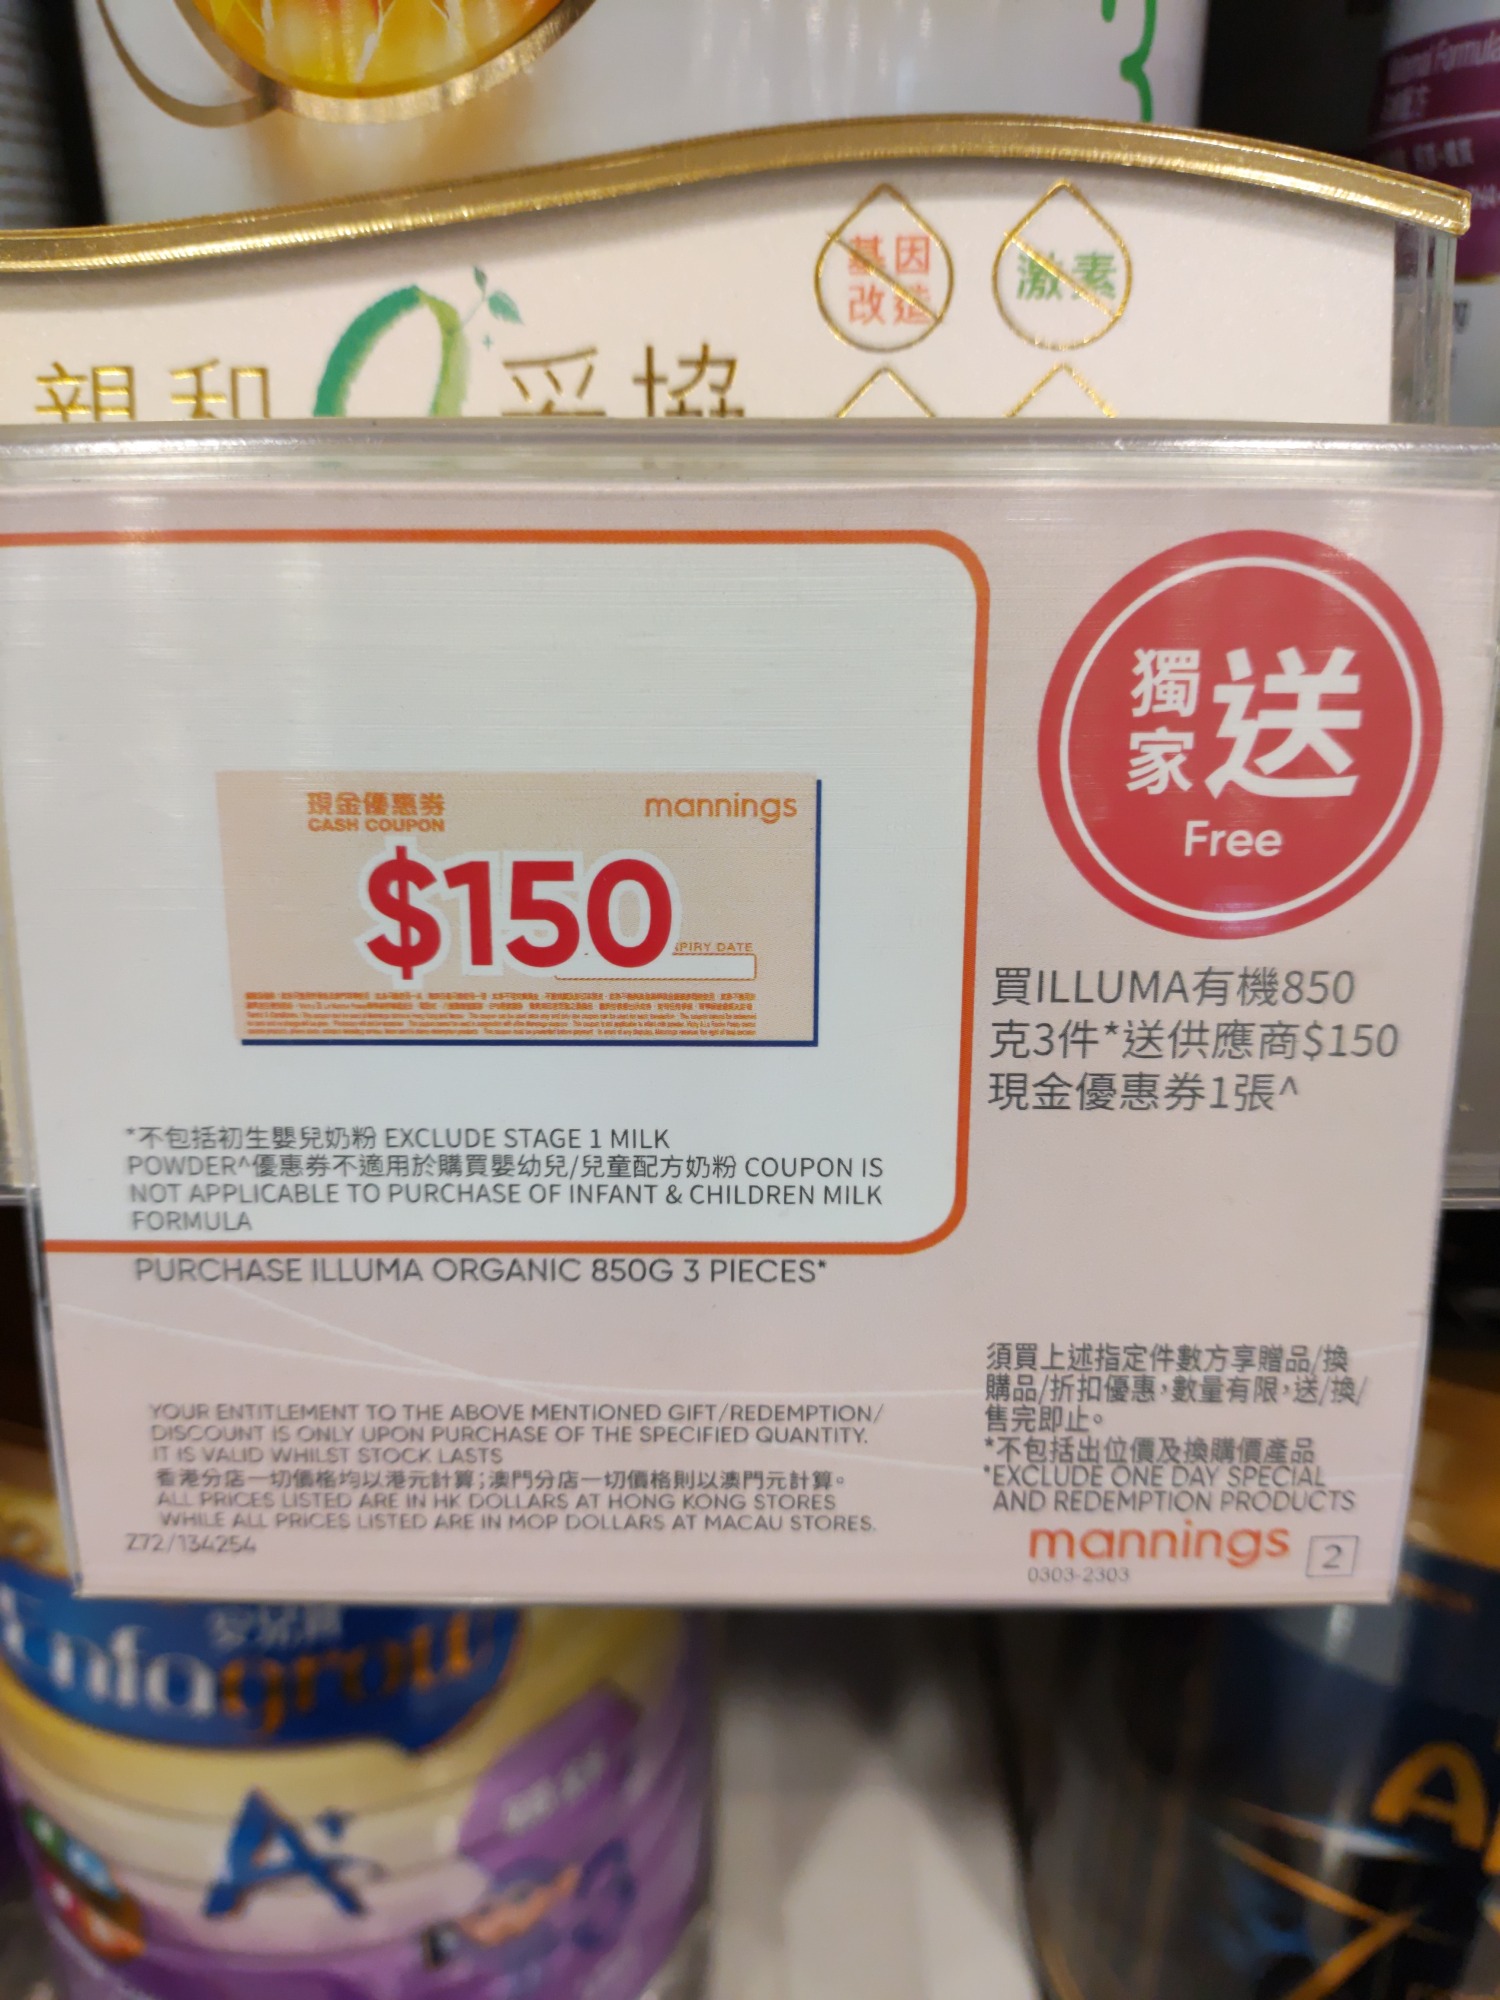 3
基因
改造
激素
親和 妥協
獨家送
Free
現金優惠券
CASH COUPON
mannings
$150
PIRY DATE
買ILLUMA有機850
克3件*送供應商$150
現金優惠券1張^
*不包括初生嬰兒奶粉 EXCLUDE STAGE 1 MILK
POWDER^優惠券不適用於購買嬰幼兒/兒童配方奶粉 COUPON IS
NOT APPLICABLE TO PURCHASE OF INFANT & CHILDREN MILK
FORMULA
PURCHASE ILLUMA ORGANIC 850G 3 PIECES*
YOUR ENTITLEMENT TO THE ABOVE MENTIONED GIFT/REDEMPTION/
DISCOUNT IS ONLY UPON PURCHASE OF THE SPECIFIED QUANTITY.
IT IS VALID WHILST STOCK LASTS
香港分店一切價格均以港元計算;澳門分店一切價格則以澳門元計算。
ALL PRICES LISTED ARE IN HK DOLLARS AT HONG KONG STORES
WHILE ALL PRICES LISTED ARE IN MOP DOLLARS AT MACAU STORES.
Z72/134254
須買上述指定件數方享贈品/換
購品/折扣優惠,數量有限,送/換/
售完即止。
*不包括出位價及換購價產品
*EXCLUDE ONE DAY SPECIAL
AND REDEMPTION PRODUCTS
mannings 2
0303-2303
Enfagrow
A+